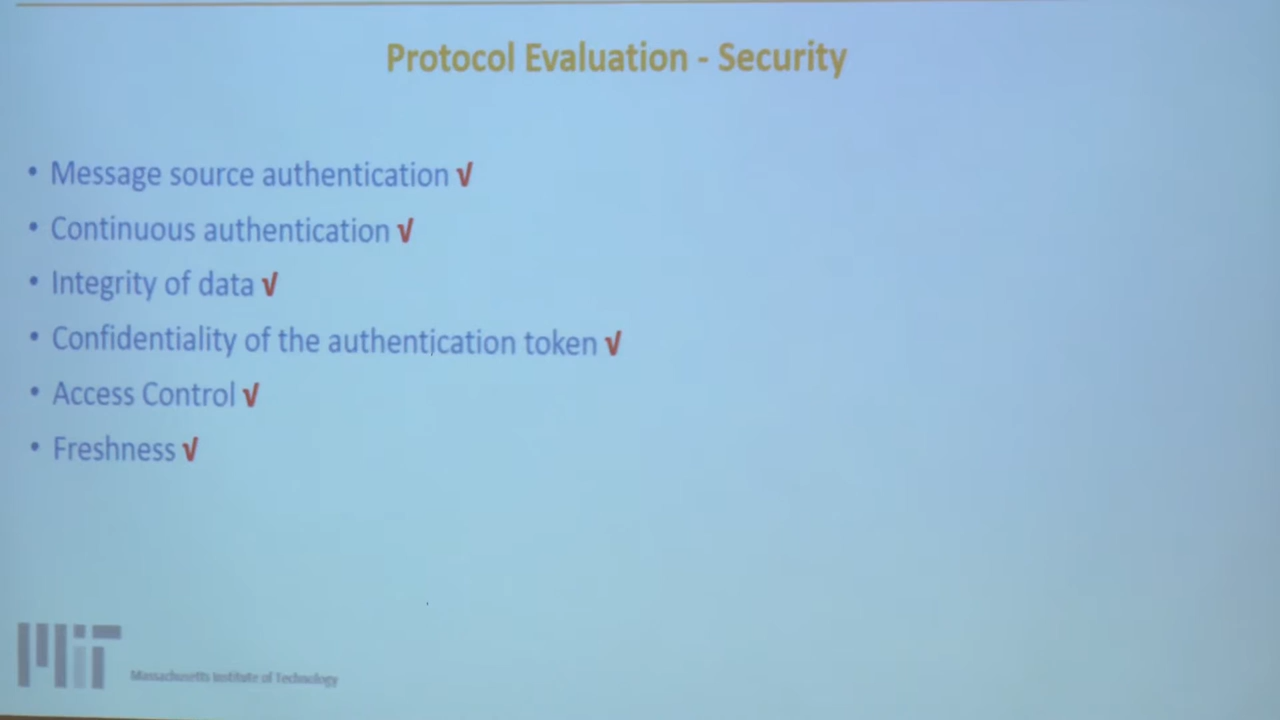 Protocol Evaluation - Security
• Message source authentication √
• Continuous authentication √
• Integrity of data √
• Confidentiality of the authentication token √
• Access Control √
• Freshness √
MIT
Massachusetts Institute of Technology